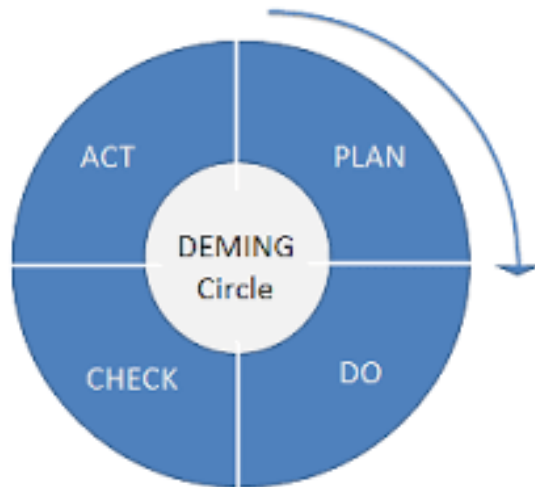 ACT
PLAN
DEMING
Circle
CHECK
DO